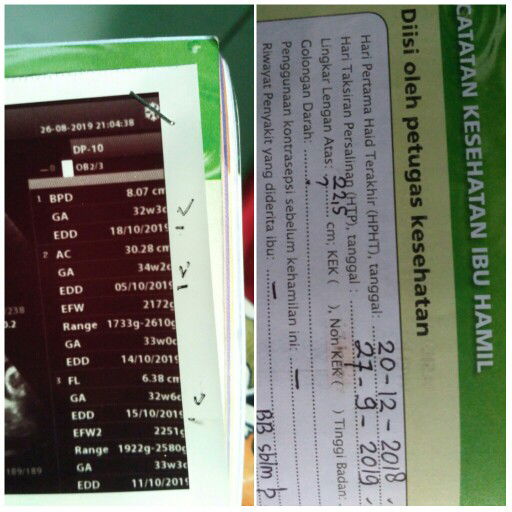 26-08-2019 21:04:38
DP-10
OB2/3
1 BPD 8.07 cm
GA 32w3d
EDD 18/10/2019
2 AC 30.28 cm
GA 34w2d
EDD 05/10/2019
EFW 2172g
Range 1733g-2610g
GA 33w0d
EDD 14/10/2019
3 FL 6.38 cm
GA 32w6d
EDD 15/10/2019
EFW2 2251g
Range 1922g-2580g
GA 33w3d
EDD 11/10/2019
189/189
CATATAN KESEHATAN IBU HAMIL
Diisi oleh petugas kesehatan
Hari Pertama Haid Terakhir (HPHT), tanggal: 20-12-2018
Hari Taksiran Persalinan (HTP), tanggal: 27-9-2019
Lingkar Lengan Atas: 22,5 cm; KEK ( ), Non KEK ( ) Tinggi Badan:
Golongan Darah: ?
Penggunaan kontrasepsi sebelum kehamilan ini: -
Riwayat Penyakit yang diderita ibu: -
BB sblm